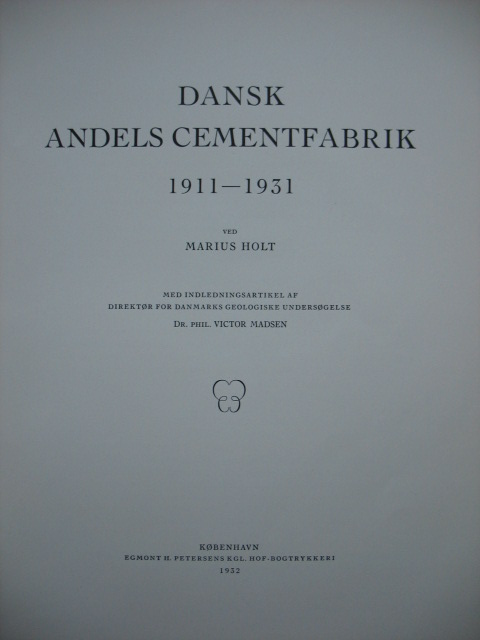 DANSK
ANDELS CEMENTFABRIK
1911—1931
VED
MARIUS HOLT
MED INDLEDNINGSARTIKEL AF
DIREKTØR FOR DANMARKS GEOLOGISKE UNDERSØGELSE
DR. PHIL. VICTOR MADSEN
KØBENHAVN
EGMONT H. PETERSENS KGL. HOF-BOGTRYKKERI
1932